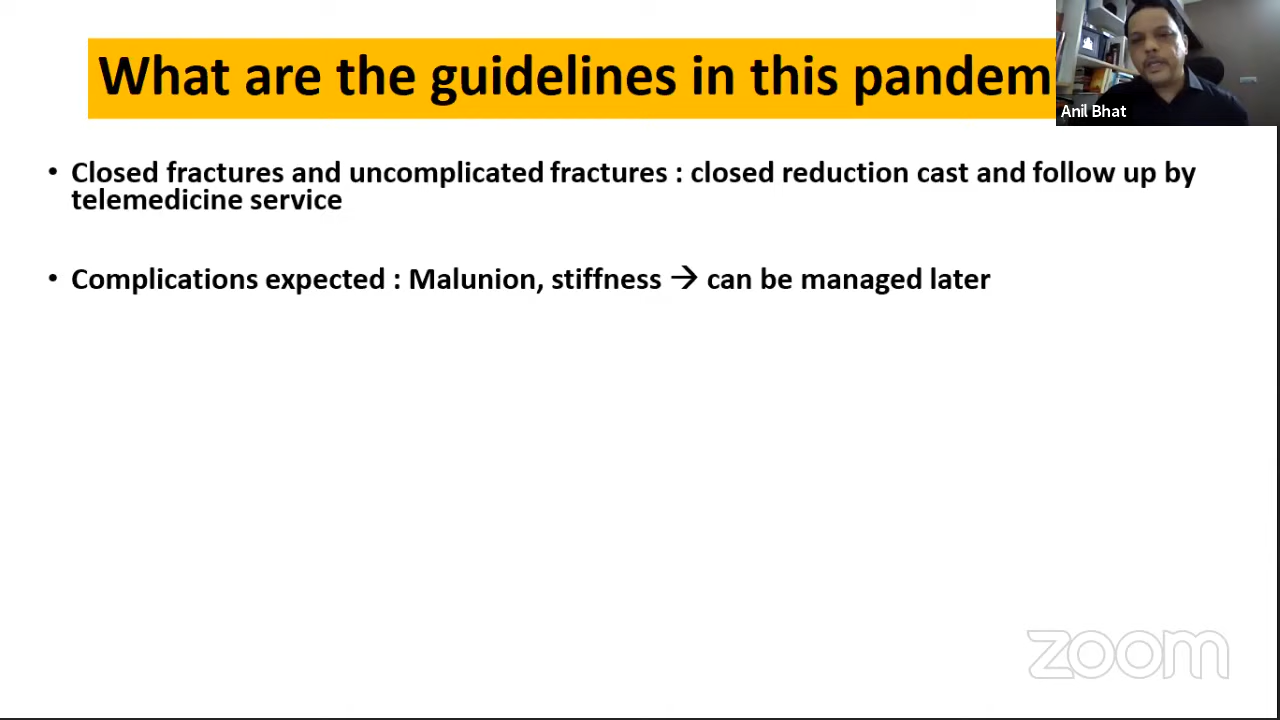 What are the guidelines in this pandem
Anil Bhat
• Closed fractures and uncomplicated fractures : closed reduction cast and follow up by
telemedicine service
• Complications expected : Malunion, stiffness → can be managed later
zoom